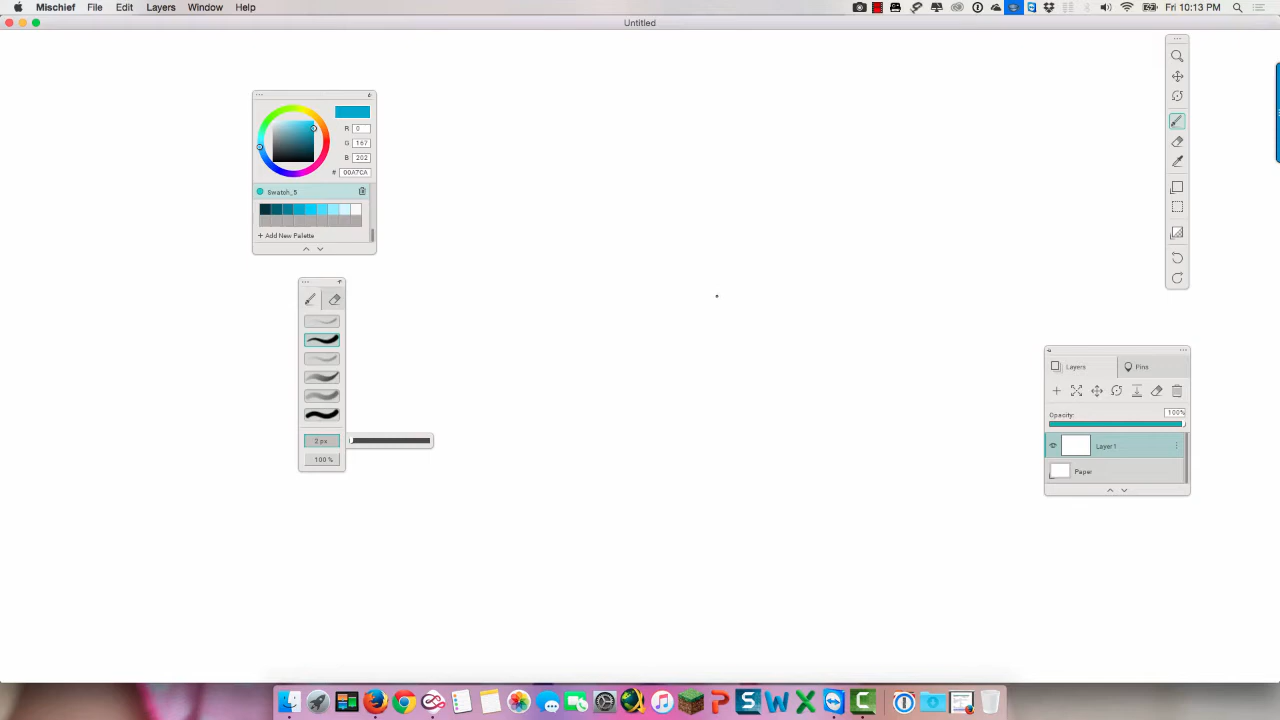 Mischief File Edit Layers Window Help
Fri 10:13 PM
Untitled
R 0
G 167
B 202
# 00A7CA
Swatch_5
+ Add New Palette
2 px
100 %
Layers Pins
Opacity: 100%
Layer 1
Paper